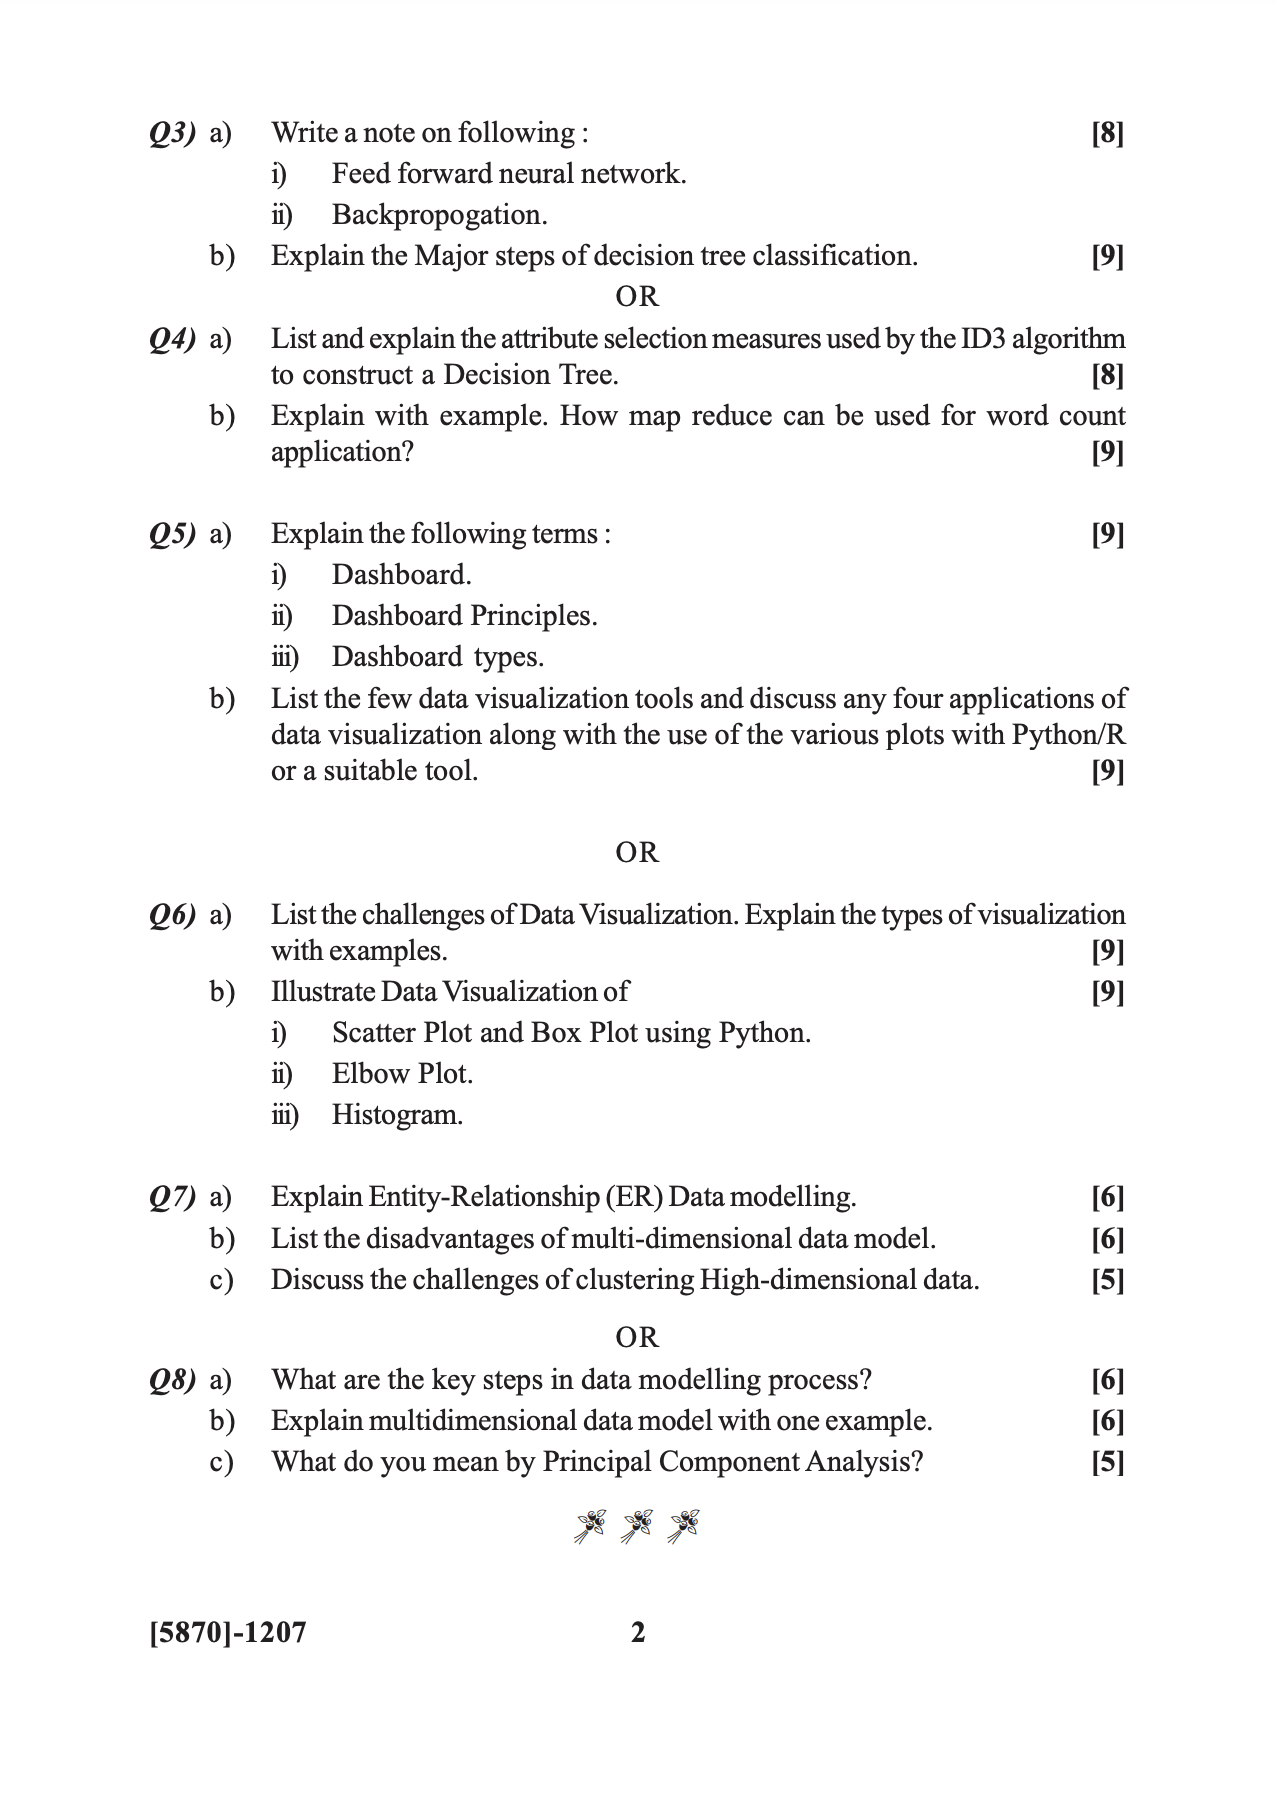 Q3) a) Write a note on following : [8]
i) Feed forward neural network.
ii) Backpropogation.
b) Explain the Major steps of decision tree classification. [9]
OR
Q4) a) List and explain the attribute selection measures used by the ID3 algorithm
to construct a Decision Tree. [8]
b) Explain with example. How map reduce can be used for word count
application? [9]
Q5) a) Explain the following terms : [9]
i) Dashboard.
ii) Dashboard Principles.
iii) Dashboard types.
b) List the few data visualization tools and discuss any four applications of
data visualization along with the use of the various plots with Python/R
or a suitable tool. [9]
OR
Q6) a) List the challenges of Data Visualization. Explain the types of visualization
with examples. [9]
b) Illustrate Data Visualization of [9]
i) Scatter Plot and Box Plot using Python.
ii) Elbow Plot.
iii) Histogram.
Q7) a) Explain Entity-Relationship (ER) Data modelling. [6]
b) List the disadvantages of multi-dimensional data model. [6]
c) Discuss the challenges of clustering High-dimensional data. [5]
OR
Q8) a) What are the key steps in data modelling process? [6]
b) Explain multidimensional data model with one example. [6]
c) What do you mean by Principal Component Analysis? [5]
[5870]-1207 2